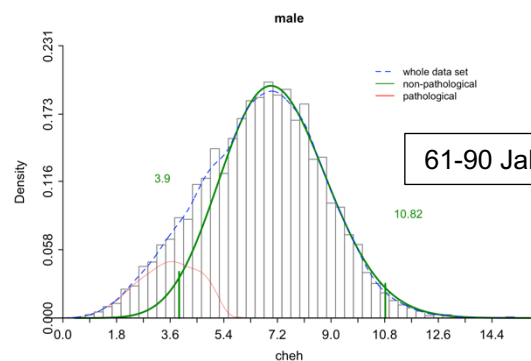 male
0.231
whole data set
non-pathological
pathological
0.173
61-90
Density
0.116
3.9
10.82
0.058
0.000
0.0 1.8 3.6 5.4 7.2 9.0 10.8 12.6 14.4
cheh